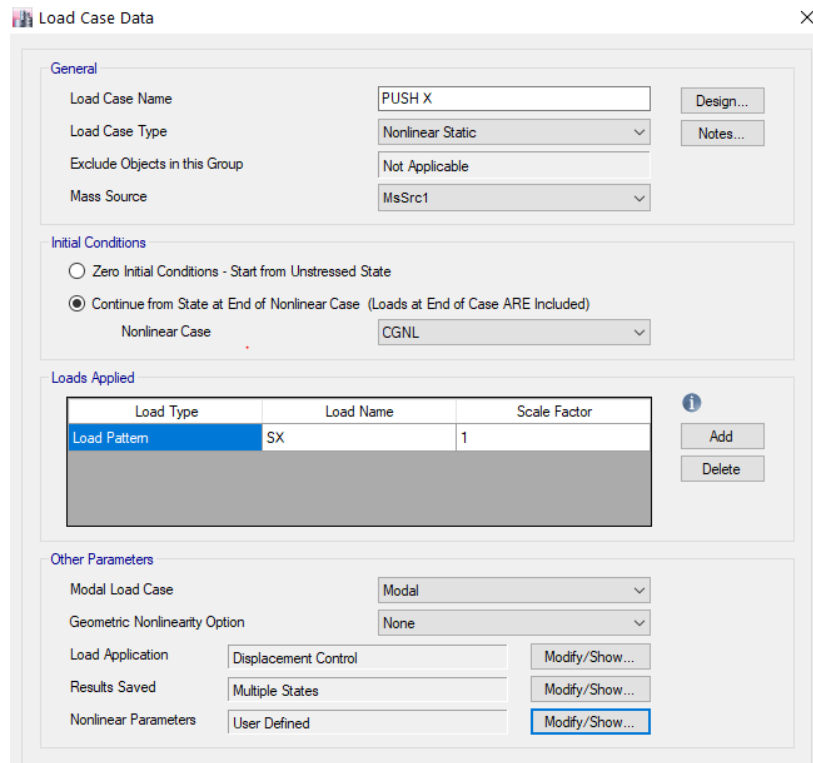 Load Case Data
General
Load Case Name PUSH X Design...
Load Case Type Nonlinear Static Notes...
Exclude Objects in this Group Not Applicable
Mass Source MsSrc1
Initial Conditions
Zero Initial Conditions - Start from Unstressed State
Continue from State at End of Nonlinear Case (Loads at End of Case ARE Included)
Nonlinear Case CGNL
Loads Applied
Load Type Load Name Scale Factor
Load Pattern SX 1 Add
Delete
Other Parameters
Modal Load Case Modal
Geometric Nonlinearity Option None
Load Application Displacement Control Modify/Show...
Results Saved Multiple States Modify/Show...
Nonlinear Parameters User Defined Modify/Show...